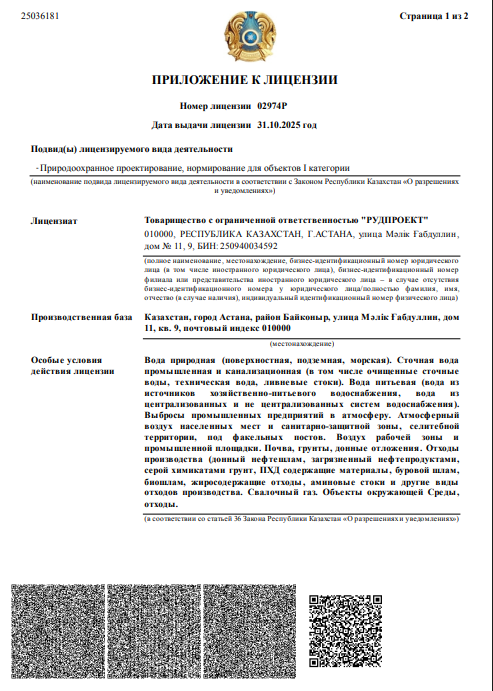 25036181
Страница 1 из 2
ПРИЛОЖЕНИЕ К ЛИЦЕНЗИИ
Номер лицензии 02974Р
Дата выдачи лицензии 31.10.2025 год
Подвид(ы) лицензируемого вида деятельности
- Природоохранное проектирование, нормирование для объектов I категории
(наименование подвида лицензируемого вида деятельности в соответствии с Законом Республики Казахстан «О разрешениях
и уведомлениях»)
Лицензиат
Товарищество с ограниченной ответственностью "РУДПРОЕКТ"
010000, РЕСПУБЛИКА КАЗАХСТАН, Г.АСТАНА, улица Мәлік Ғабдуллин,
дом № 11, 9, БИН: 250940034592
(полное наименование, местонахождение, бизнес-идентификационный номер юридического
лица (в том числе иностранного юридического лица), бизнес-идентификационный номер
филиала или представительства иностранного юридического лица – в случае отсутствия
бизнес-идентификационного номера у юридического лица/полностью фамилия, имя,
отчество (в случае наличия), индивидуальный идентификационный номер физического лица)
Производственная база
Казахстан, город Астана, район Байконыр, улица Мәлік Ғабдуллин, дом
11, кв. 9, почтовый индекс 010000
(местонахождение)
Особые условия
действия лицензии
Вода природная (поверхностная, подземная, морская). Сточная вода
промышленная и канализационная (в том числе очищенные сточные
воды, техническая вода, ливневые стоки). Вода питьевая (вода из
источников хозяйственно-питьевого водоснабжения, вода из
централизованных и не централизованных систем водоснабжения).
Выбросы промышленных предприятий в атмосферу. Атмосферный
воздух населенных мест и санитарно-защитной зоны, селитебной
территории, под факельных постов. Воздух рабочей зоны и
промышленной площадки. Почва, грунты, донные отложения. Отходы
производства (донный нефтешлам, загрязненный нефтепродуктами,
серой химикатами грунт, ПХД содержащие материалы, буровой шлам,
биошлам, жиросодержащие отходы, аминовые стоки и другие виды
отходов производства. Свалочный газ. Объекты окружающей Среды,
отходы.
(в соответствии со статьей 36 Закона Республики Казахстан «О разрешениях и уведомлениях»)